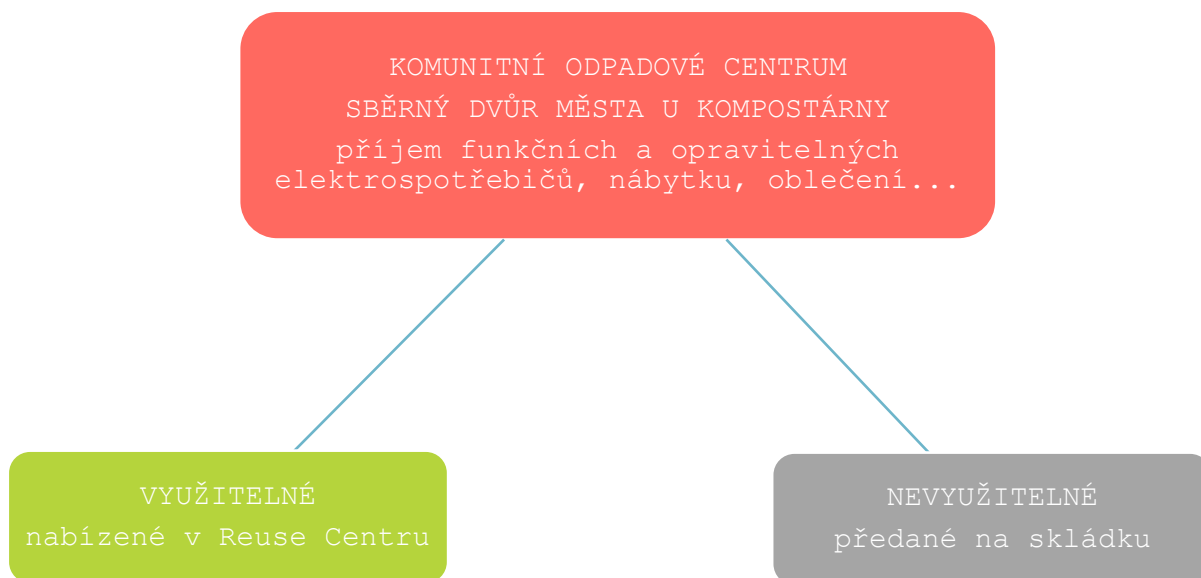 KOMUNITNÍ ODPADOVÉ CENTRUM
SBĚRNÝ DVŮR MĚSTA U KOMPOSTÁRNY
příjem funkčních a opravitelných
elektrospotřebičů, nábytku, oblečení...
VYUŽITELNÉ
nabízené v Reuse Centru
NEVYUŽITELNÉ
předané na skládku